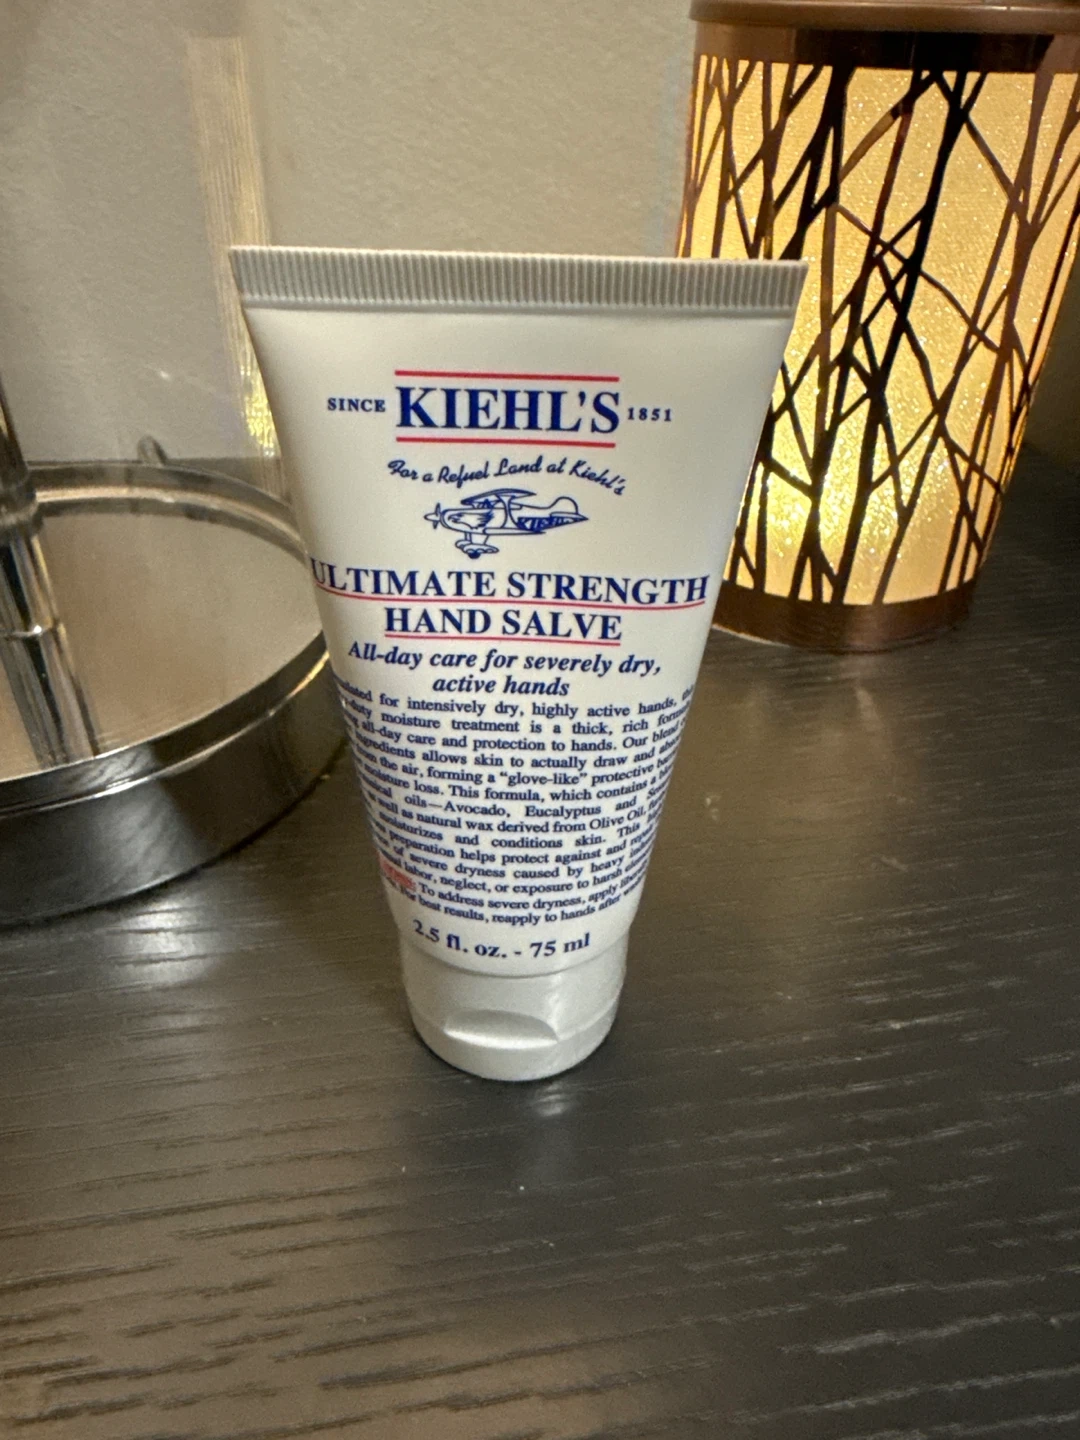 SINCE KIEHL'S 1851
For a Refuel Land at Kiehl's
KIEHL'S
ULTIMATE STRENGTH
HAND SALVE
All-day care for severely dry,
active hands
for intensively dry, highly active hands,
moisture treatment is a thick, rich
all-day care and protection to hands. Our blend
allows skin to actually draw and
from the air, forming a “glove-like” protective
moisture loss. This formula, which contains a
oils—Avocado, Eucalyptus and
as well as natural wax derived from Olive Oil,
moisturizes and conditions skin. This
preparation helps protect against and
of severe dryness caused by heavy
labor, neglect, or exposure to harsh
To address severe dryness, apply
For best results, reapply to hands after
2.5 fl. oz. - 75 ml